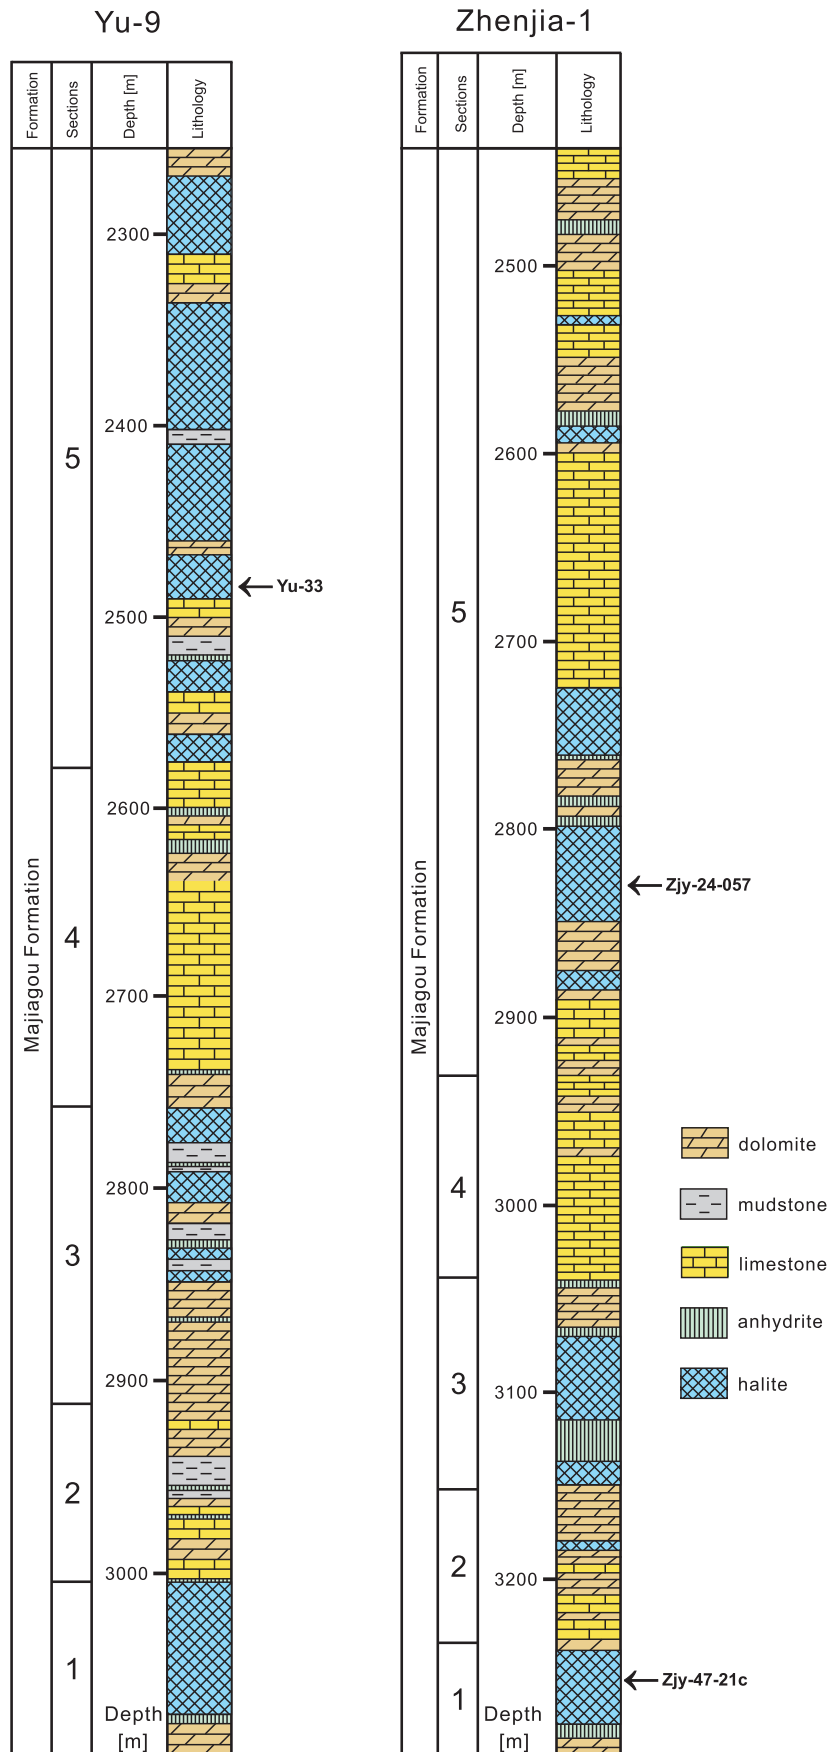 Yu-9
Zhenjia-1
Formation
Sections
Depth [m]
Lithology
Formation
Sections
Depth [m]
Lithology
2300
2400
2500
2600
2700
2800
2900
3000
Depth
[m]
5
4
3
2
1
Majiagou Formation
Yu-33
2500
2600
2700
2800
2900
3000
3100
3200
Depth
[m]
5
4
3
2
1
Majiagou Formation
Zjy-24-057
Zjy-47-21c
dolomite
mudstone
limestone
anhydrite
halite